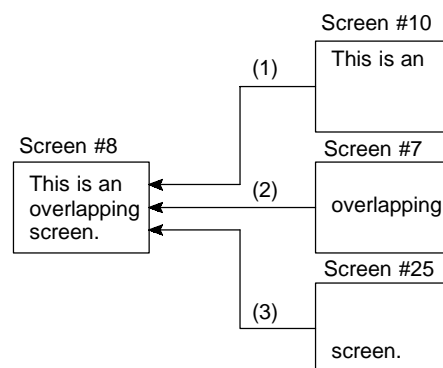 Screen #10
This is an
(1)
Screen #8
This is an
overlapping
screen.
(2)
Screen #7
overlapping
(3)
Screen #25
screen.